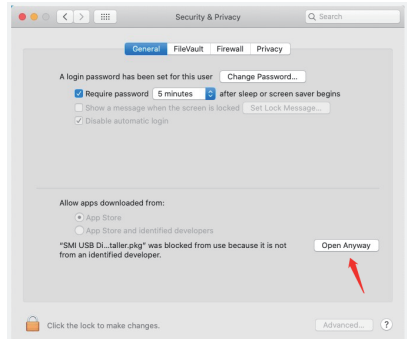 Security & Privacy
Search
General FileVault Firewall Privacy
A login password has been set for this user Change Password...
Require password 5 minutes after sleep or screen saver begins
Show a message when the screen is locked Set Lock Message...
Disable automatic login
Allow apps downloaded from:
App Store
App Store and identified developers
"SMI USB Di...taller.pkg" was blocked from use because it is not Open Anyway
from an identified developer.
Click the lock to make changes. Advanced... ?